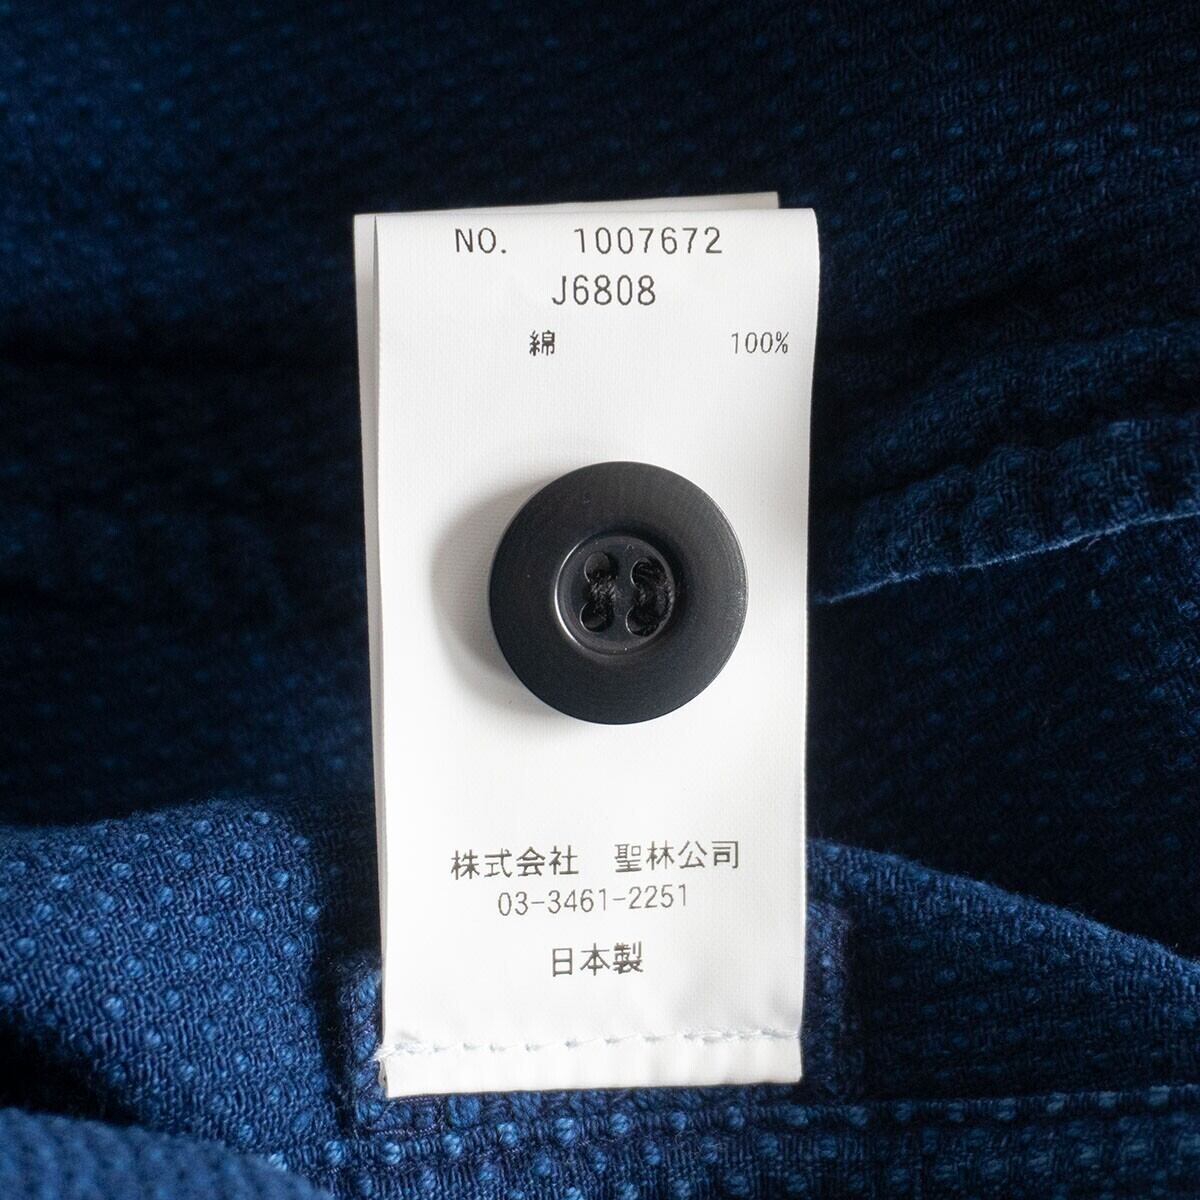 NO. 1007672
J6808
綿 100%
株式会社 聖林公司
03-3461-2251
日本製